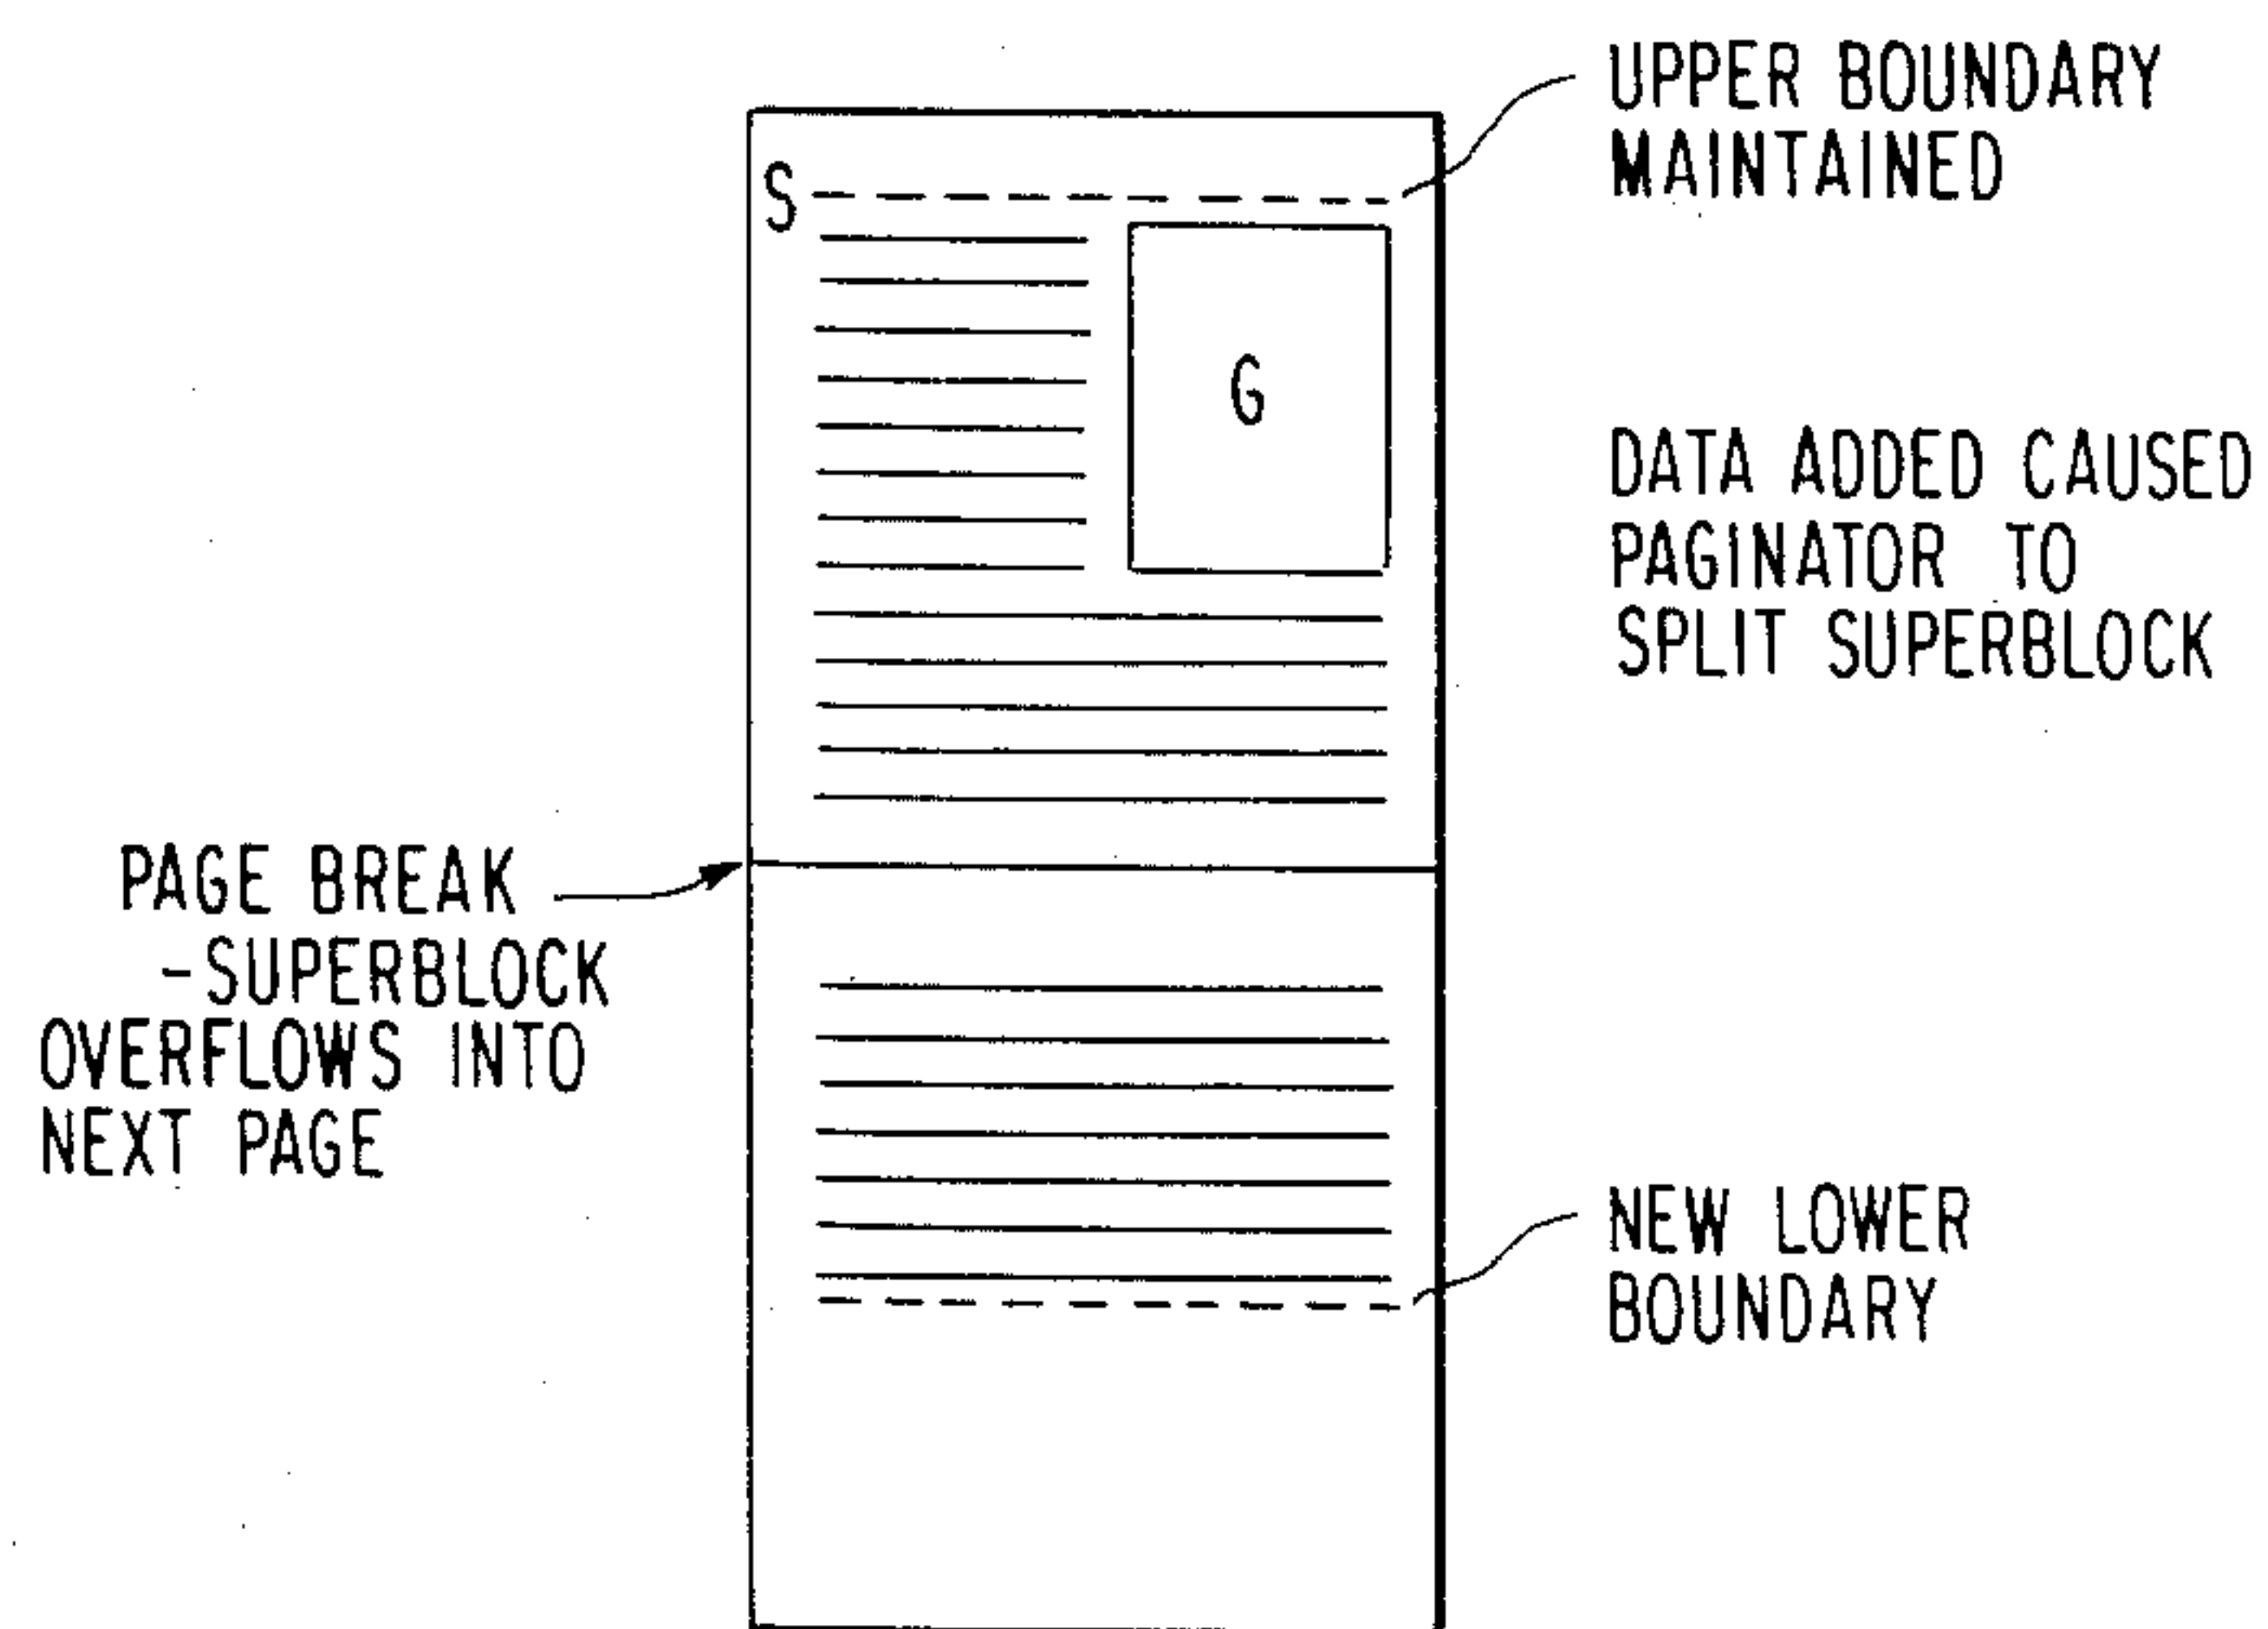 UPPER BOUNDARY
MAINTAINED
S
G
DATA ADDED CAUSED
PAGINATOR TO
SPLIT SUPERBLOCK
PAGE BREAK
-SUPERBLOCK
OVERFLOWS INTO
NEXT PAGE
NEW LOWER
BOUNDARY